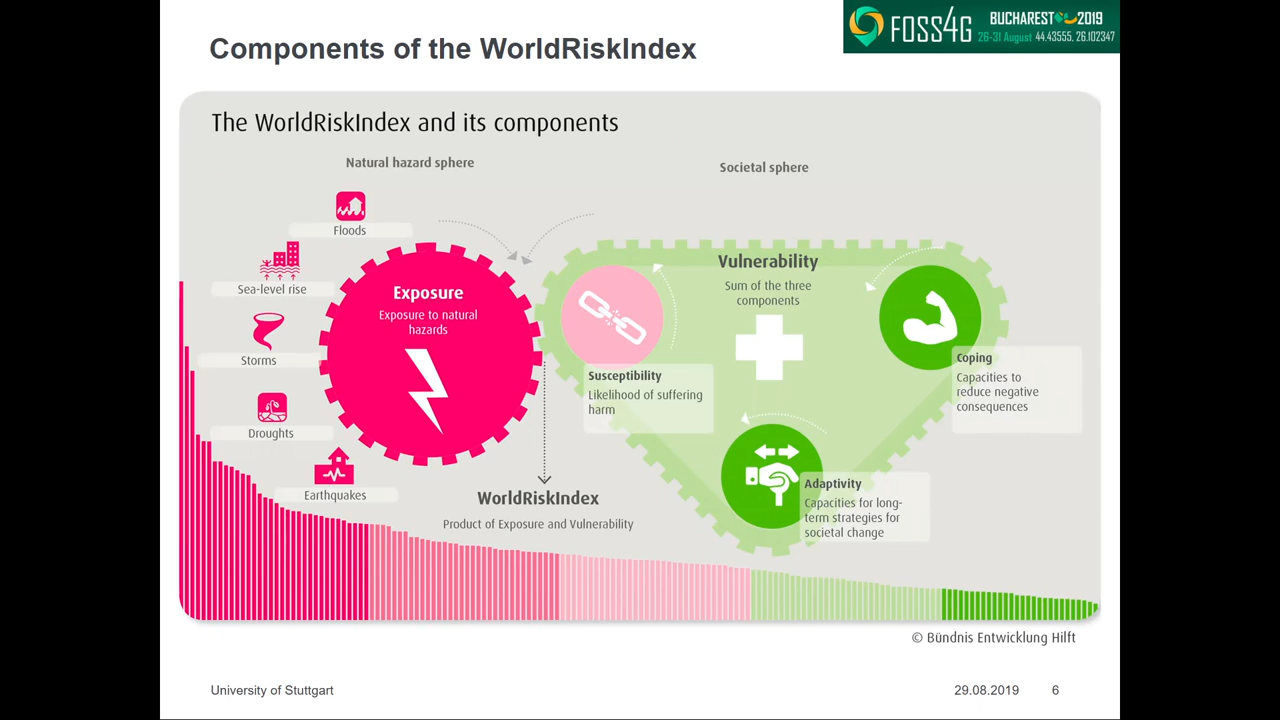 Components of the WorldRiskIndex
FOSS4G
BUCHAREST 2019
26-31 August 44.43555, 26.102347
The WorldRiskIndex and its components
Natural hazard sphere
Societal sphere
Floods
Sea-level rise
Storms
Droughts
Earthquakes
Exposure
Exposure to natural
hazards
Vulnerability
Sum of the three
components
Susceptibility
Likelihood of suffering
harm
Coping
Capacities to
reduce negative
consequences
Adaptivity
Capacities for long-
term strategies for
societal change
WorldRiskIndex
Product of Exposure and Vulnerability
© Bündnis Entwicklung Hilft
University of Stuttgart
29.08.2019
6